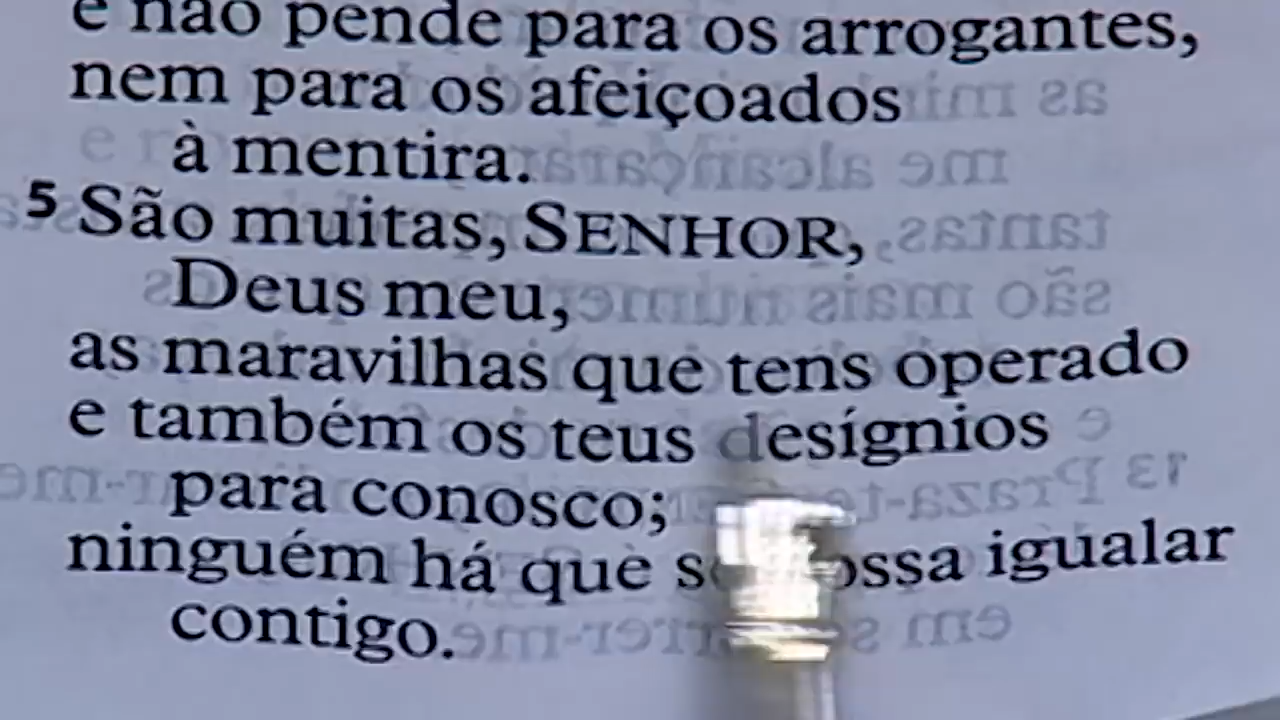 e não pende para os arrogantes,
nem para os afeiçoados
à mentira.
5 São muitas, SENHOR,
Deus meu,
as maravilhas que tens operado
e também os teus desígnios
para conosco;
ninguém há que igualar
contigo.